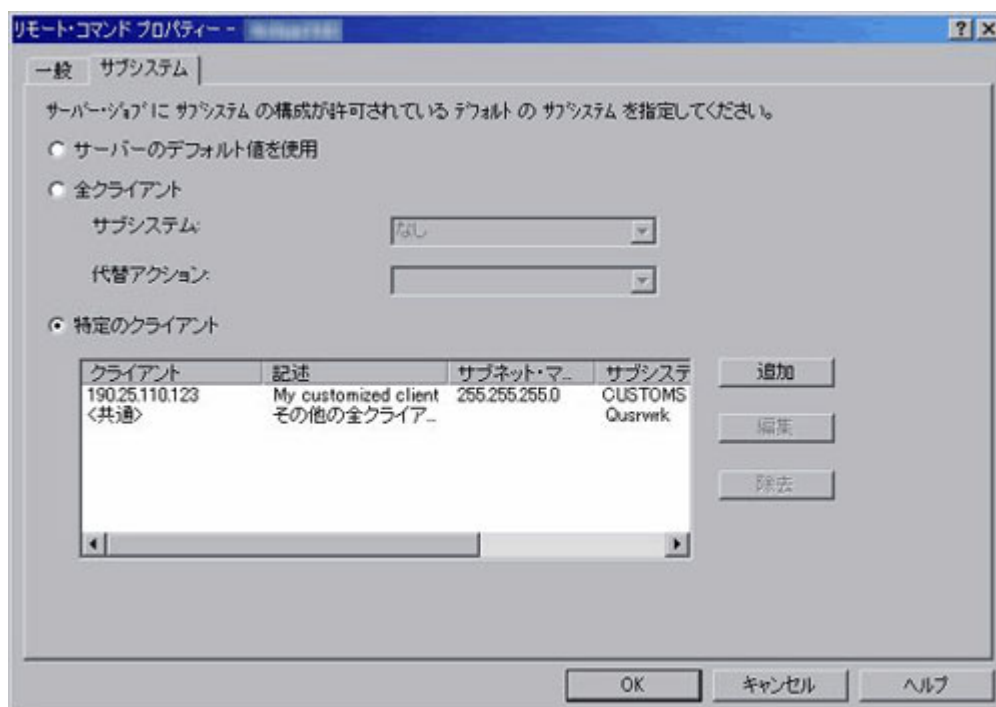 リモート・コマンド プロパティー -
一般 サブシステム
サーバー・ジョブに サブシステム の構成が許可されている デフォルト の サブシステム を指定してください。
サーバーのデフォルト値を使用
全クライアント
サブシステム:
なし
代替アクション:
特定のクライアント
クライアント 記述 サブネット・マ... サブシステ
190.25.110.123 My customized client 255.255.255.0 CUSTOMS
<共通> その他の全クライア... Qusrwrk
追加
編集
除去
OK キャンセル ヘルプ